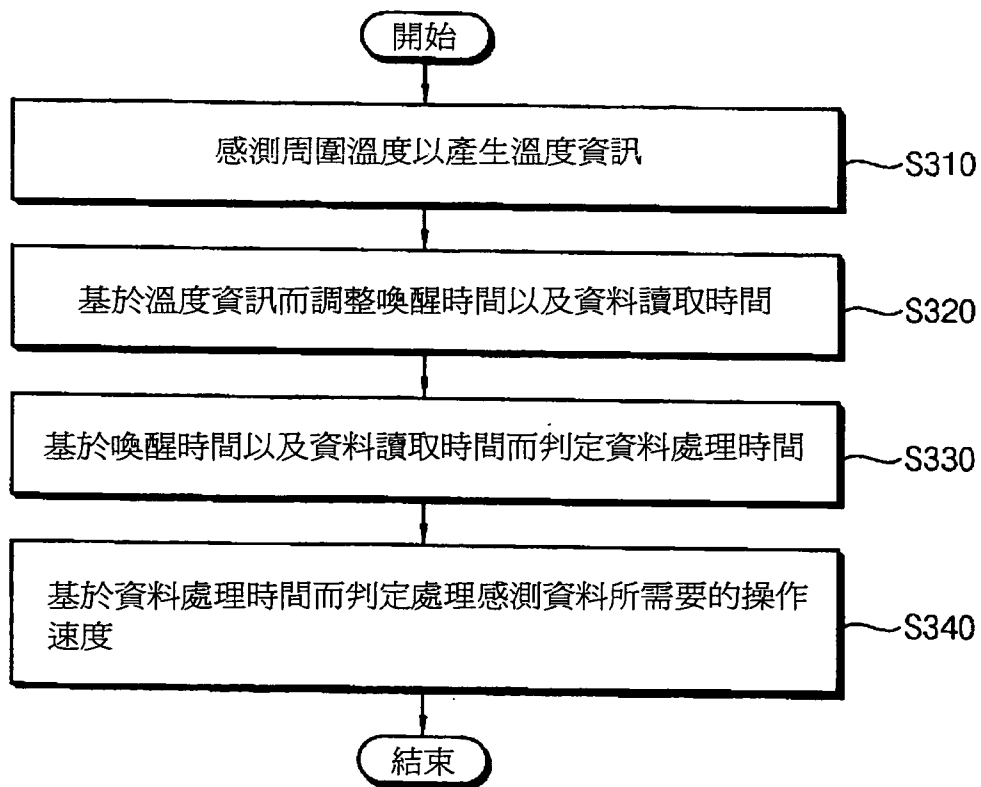 開始
感測周圍溫度以產生溫度資訊
S310
基於溫度資訊而調整喚醒時間以及資料讀取時間
S320
基於喚醒時間以及資料讀取時間而判定資料處理時間
S330
基於資料處理時間而判定處理感測資料所需要的操作
速度
S340
結束